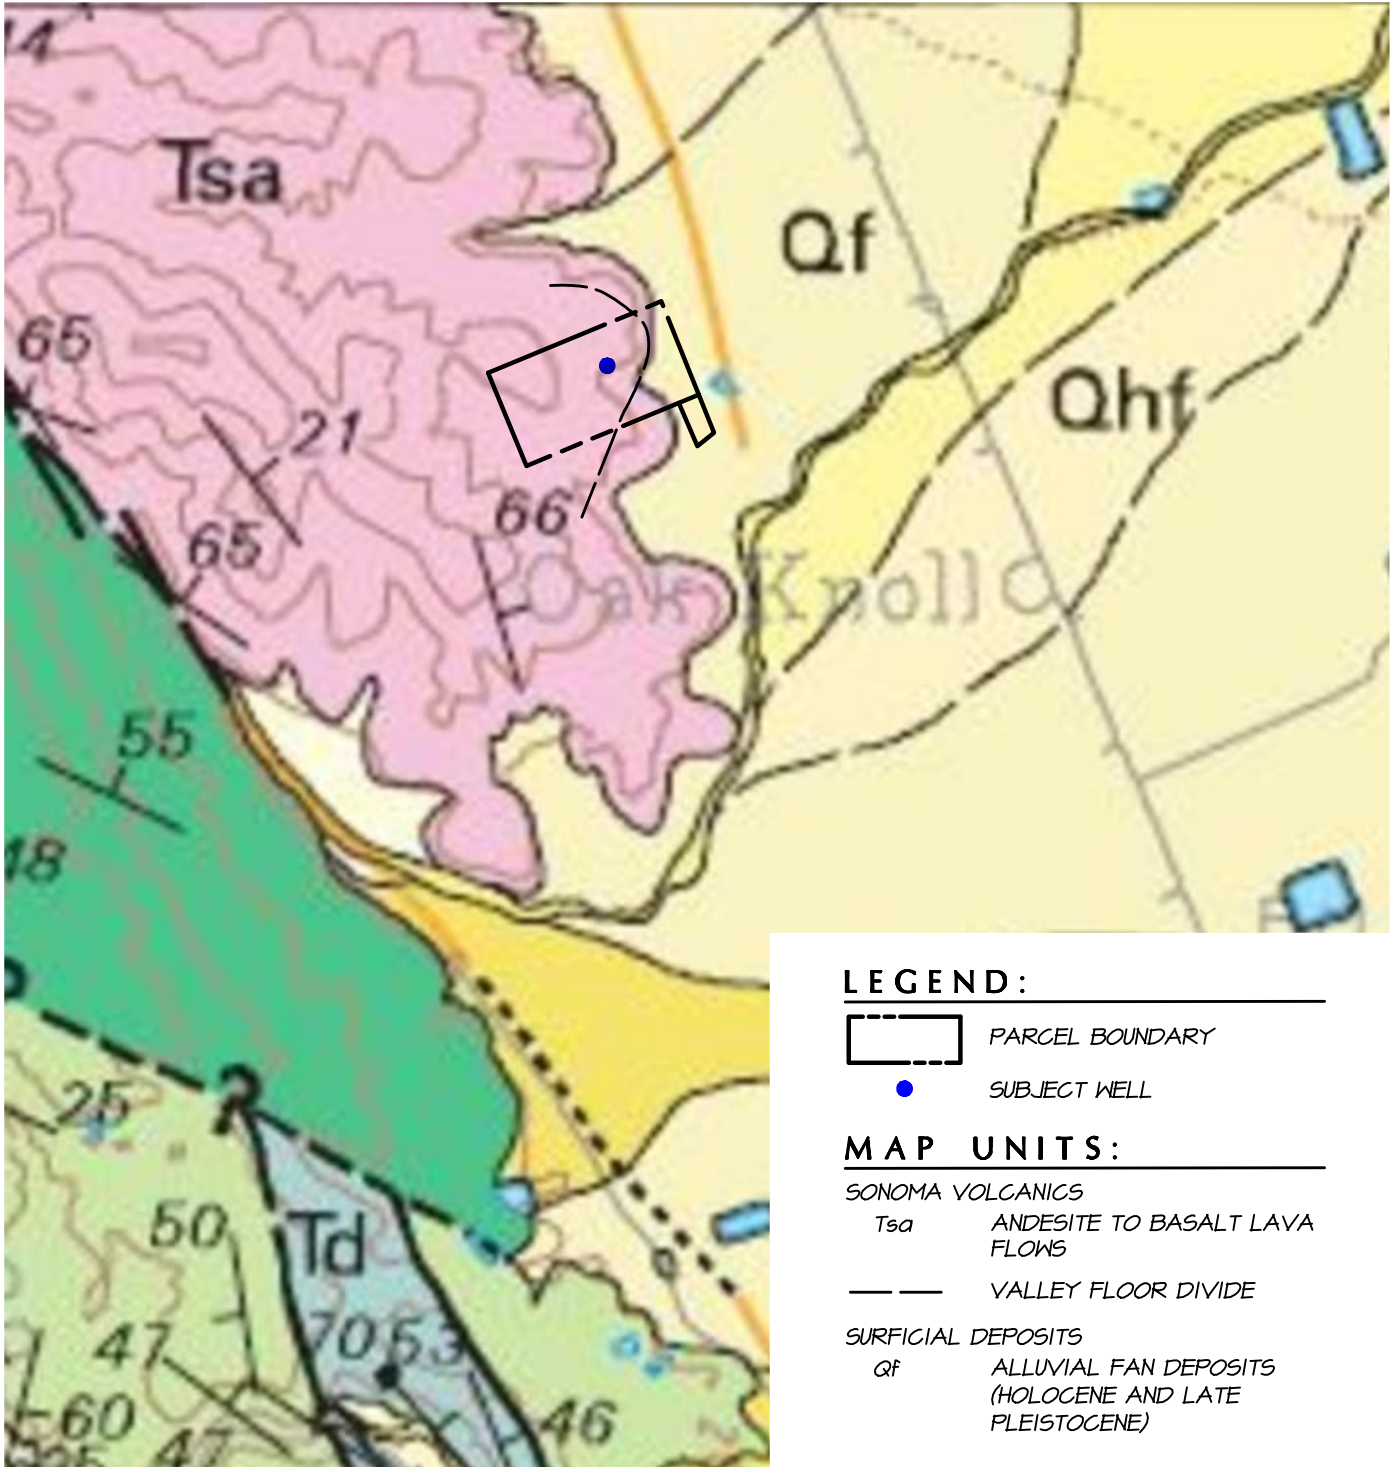 14
Tsa
Qf
65
21
Qhf
65
66
Oak Knoll
55
48
25
?
50
Td
70 53
47
60
46
47
LEGEND:
PARCEL BOUNDARY
SUBJECT WELL
MAP UNITS:
SONOMA VOLCANICS
Tsa ANDESITE TO BASALT LAVA
FLOWS
VALLEY FLOOR DIVIDE
SURFICIAL DEPOSITS
Qf ALLUVIAL FAN DEPOSITS
(HOLOCENE AND LATE
PLEISTOCENE)